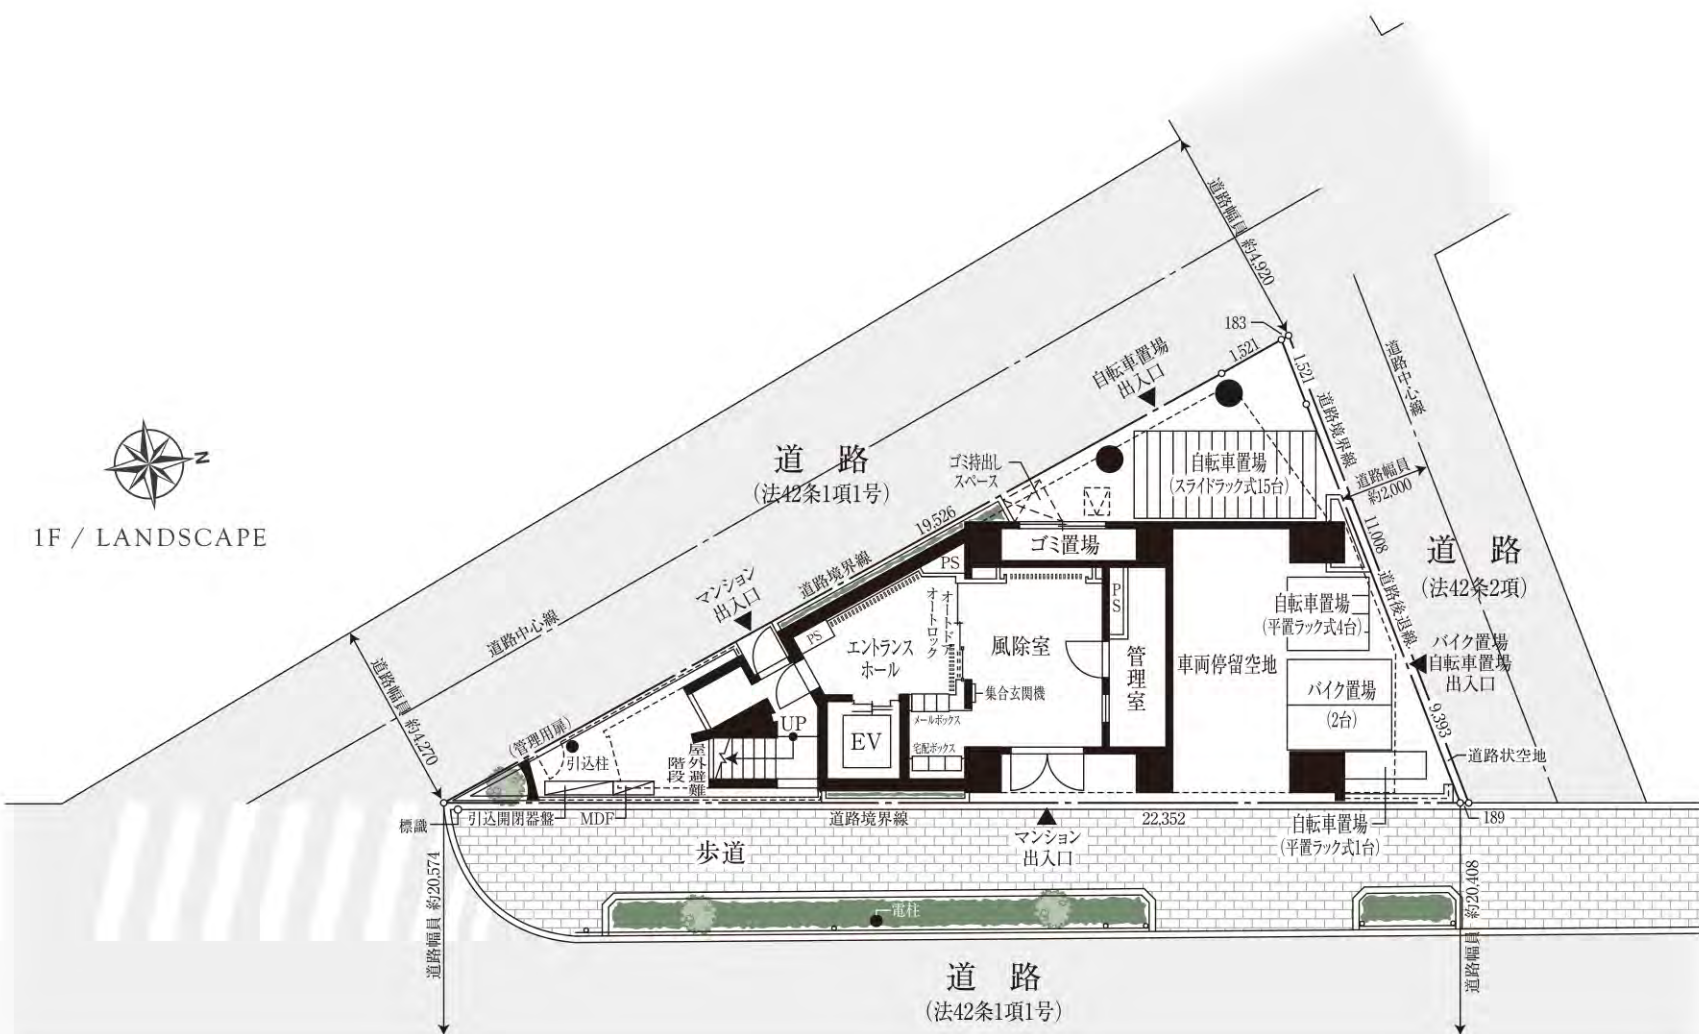 道路幅員 約4,920
183
1,521
1,521
道路境界線
道路中心線
自転車置場
出入口
道路
(法42条1項1号)
ゴミ持出し
スペース
自転車置場
(スライドラック式15台)
道路幅員
約2,000
N
1F / LANDSCAPE
19,526
道路境界線
ゴミ置場
11,008
道路後退線
道路
(法42条2項)
マンション
出入口
PS
PS
PS
オートドア
オートロック
エントランス
ホール
風除室
管理室
車両停留空地
自転車置場
(平置ラック式4台)
バイク置場
自転車置場
出入口
道路中心線
道路幅員 約4,270
集合玄関機
メールボックス
宅配ボックス
バイク置場
(2台)
9,393
道路状空地
(管理用扉)
引込柱
UP
EV
屋外避難
階段
標識
引込開閉器盤
MDF
道路境界線
マンション
出入口
22,352
自転車置場
(平置ラック式1台)
189
歩道
道路幅員 約20,574
電柱
道路幅員 約20,408
道路
(法42条1項1号)